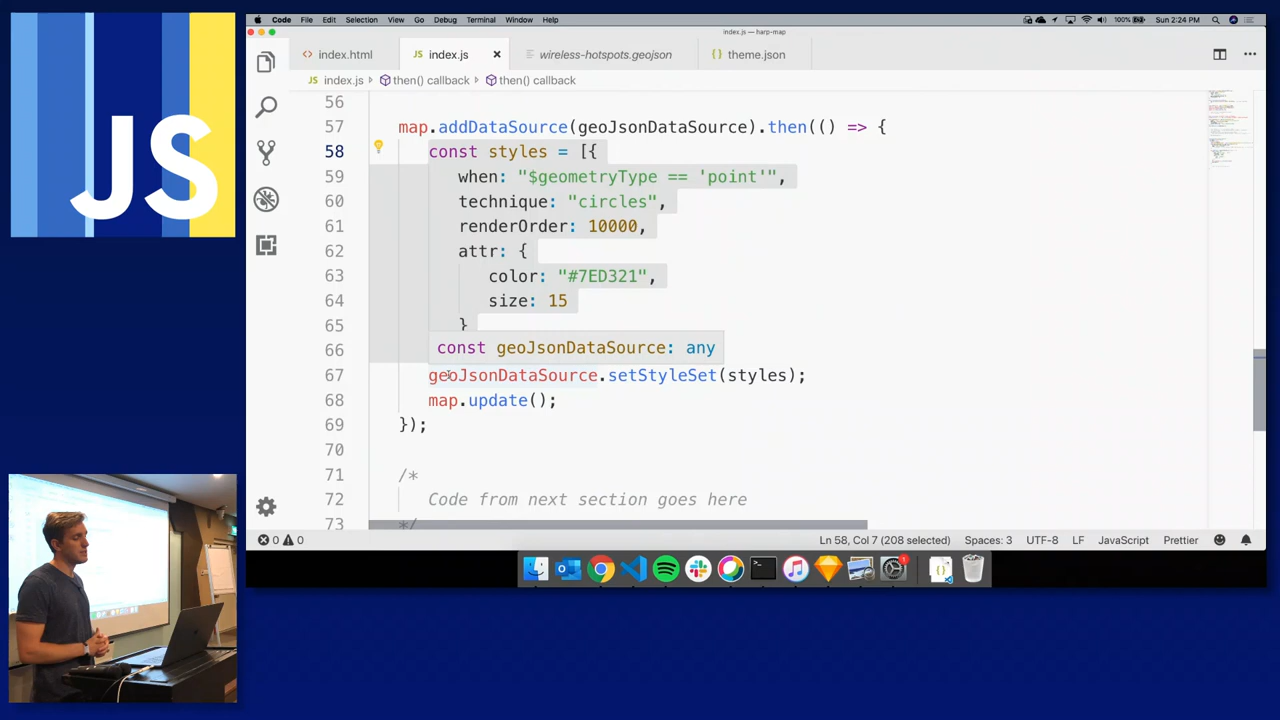 JS
Code File Edit Selection View Go Debug Terminal Window Help 100% Sun 2:24 PM
index.js — harp-map
index.html JS index.js × wireless-hotspots.geojson {} theme.json
JS index.js then() callback then() callback
56
57 map.addDataSource(geoJsonDataSource).then(() => {
58 const styles = [{
59 when: "$geometryType == 'point'",
60 technique: "circles",
61 renderOrder: 10000,
62 attr: {
63 color: "#7ED321",
64 size: 15
65 }
66 const geoJsonDataSource: any
67 geoJsonDataSource.setStyleSet(styles);
68 map.update();
69 });
70
71 /*
72 Code from next section goes here
73 */
0 0 Ln 58, Col 7 (208 selected) Spaces: 3 UTF-8 LF JavaScript Prettier